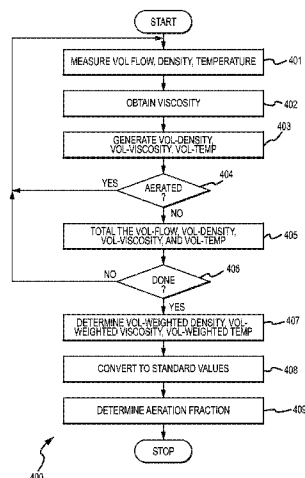 START
MEASURE VOL FLOW, DENSITY, TEMPERATURE
401
OBTAIN VISCOSITY
402
403
GENERATE VOL-DENSITY,
VOL-VISCOSITY, VOL-TEMP
YES
AERATED
?
404
NO
TOTAL THE VOL-FLOW, VOL-DENSITY,
VOL-VISCOSITY, AND VOL-TEMP
405
NO
DONE
?
406
YES
DETERMINE VOL-WEIGHTED DENSITY, VOL-
WEIGHTED VISCOSITY, VOL-WEIGHTED TEMP
407
CONVERT TO STANDARD VALUES
408
DETERMINE AERATION FRACTION
409
STOP
400